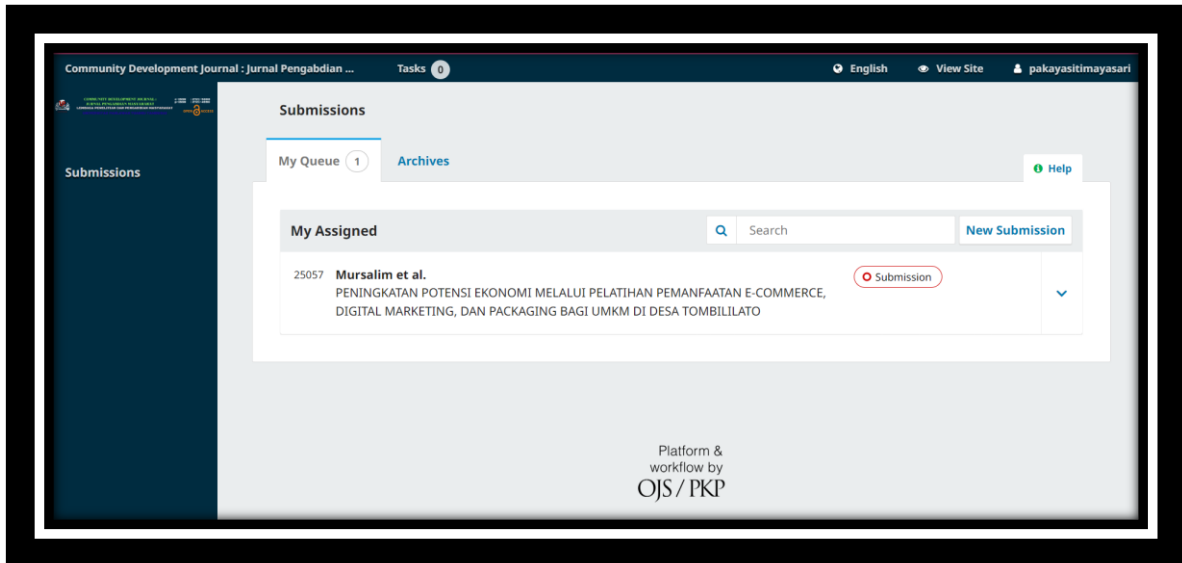 Community Development Journal : Jurnal Pengabdian ...
Tasks 0
English
View Site
pakayasitimayasari
Submissions
Submissions
My Queue 1
Archives
Help
My Assigned
Search
New Submission
25057 Mursalim et al.
Submission
PENINGKATAN POTENSI EKONOMI MELALUI PELATIHAN PEMANFAATAN E-COMMERCE,
DIGITAL MARKETING, DAN PACKAGING BAGI UMKM DI DESA TOMBILILATO
Platform &
workflow by
OJS / PKP